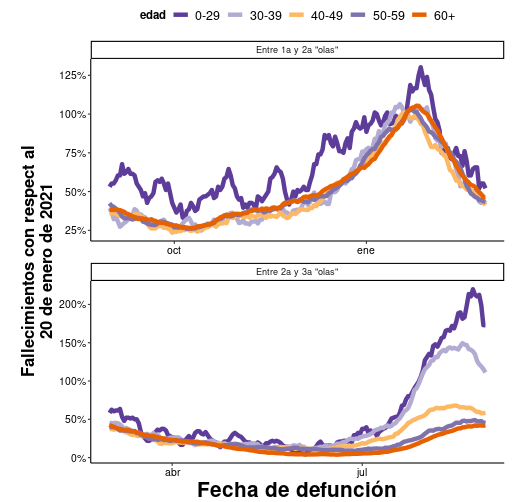 edad 0-29 30-39 40-49 50-59 60+
Entre 1a y 2a "olas"
125%
100%
75%
50%
25%
oct ene
Fallecimientos con respect al
20 de enero de 2021
Entre 2a y 3a "olas"
200%
150%
100%
50%
0%
abr jul
Fecha de defunción